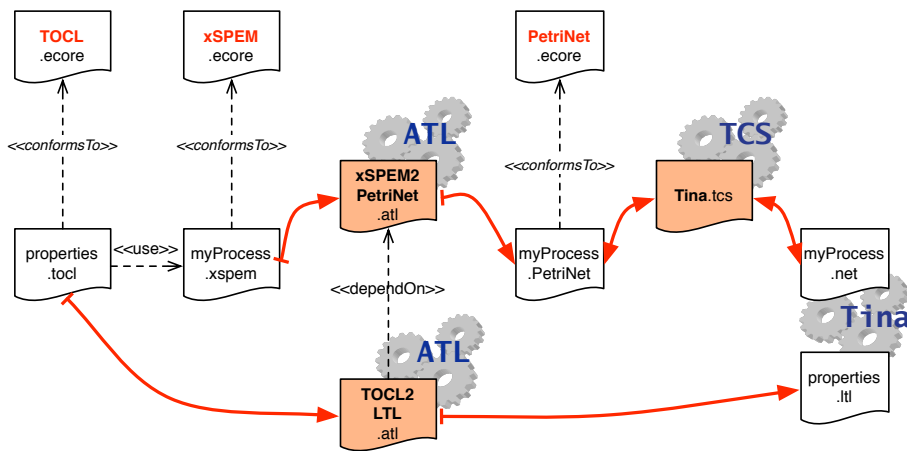 TOCL
.ecore
xSPEM
.ecore
PetriNet
.ecore
ATL
TCS
<<conformsTo>>
<<conformsTo>>
<<conformsTo>>
xSPEM2
PetriNet
.atl
Tina.tcs
properties
.tocl
<<use>>
myProcess
.xspem
myProcess
.PetriNet
myProcess
.net
<<dependOn>>
Tina
ATL
TOCL2
LTL
.atl
properties
.ltl